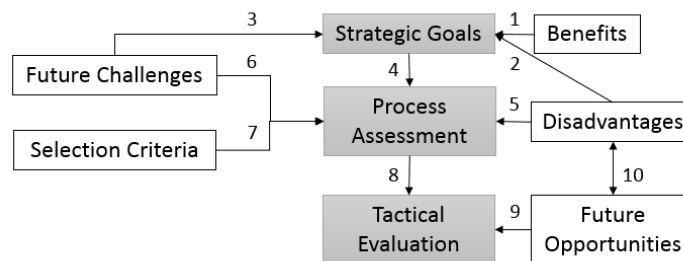 3
Strategic Goals
1
Benefits
2
Future Challenges
6
4
Process
Assessment
5
Disadvantages
7
Selection Criteria
8
10
Tactical
Evaluation
9
Future
Opportunities